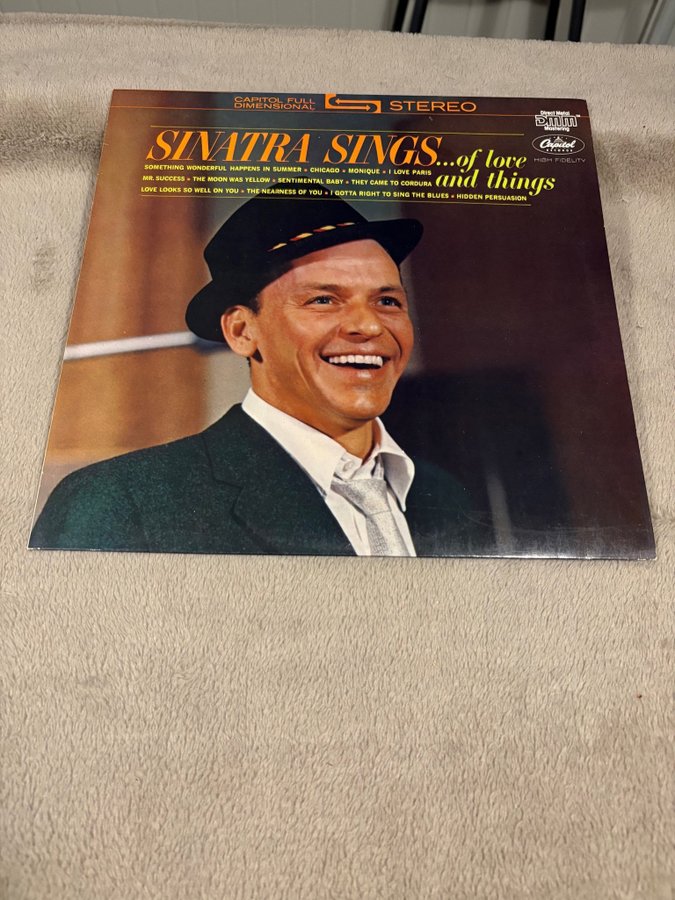 CAPITOL FULL
DIMENSIONAL
STEREO
Direct Metal
DMM™
Mastering
Capitol
RECORDS
HIGH FIDELITY
SINATRA SINGS...of love
and things
SOMETHING WONDERFUL HAPPENS IN SUMMER • CHICAGO • MONIQUE • I LOVE PARIS
MR. SUCCESS • THE MOON WAS YELLOW • SENTIMENTAL BABY • THEY CAME TO CORDURA
LOVE LOOKS SO WELL ON YOU • THE NEARNESS OF YOU • I GOTTA RIGHT TO SING THE BLUES • HIDDEN PERSUASION